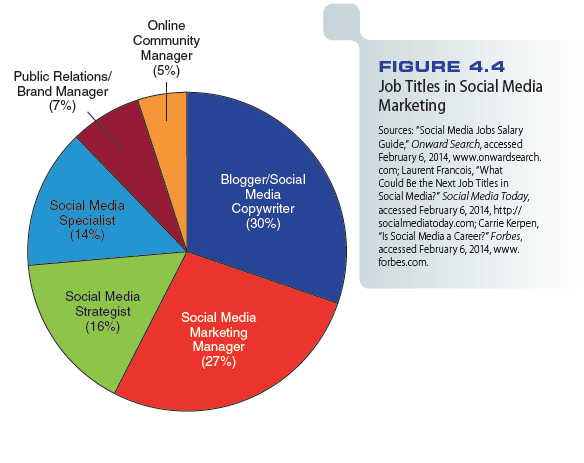 Online
Community
Manager
(5%)
Public Relations/
Brand Manager
(7%)
Blogger/Social
Media
Copywriter
(30%)
Social Media
Specialist
(14%)
Social Media
Strategist
(16%)
Social Media
Marketing
Manager
(27%)
FIGURE 4.4
Job Titles in Social Media
Marketing
Sources: "Social Media Jobs Salary
Guide," Onward Search, accessed
February 6, 2014, www.onwardsearch.
com; Laurent Francois, "What
Could Be the Next Job Titles in
Social Media?" Social Media Today,
accessed February 6, 2014, http://
socialmediatoday.com; Carrie Kerpen,
"Is Social Media a Career?" Forbes,
accessed February 6, 2014, www.
forbes.com.